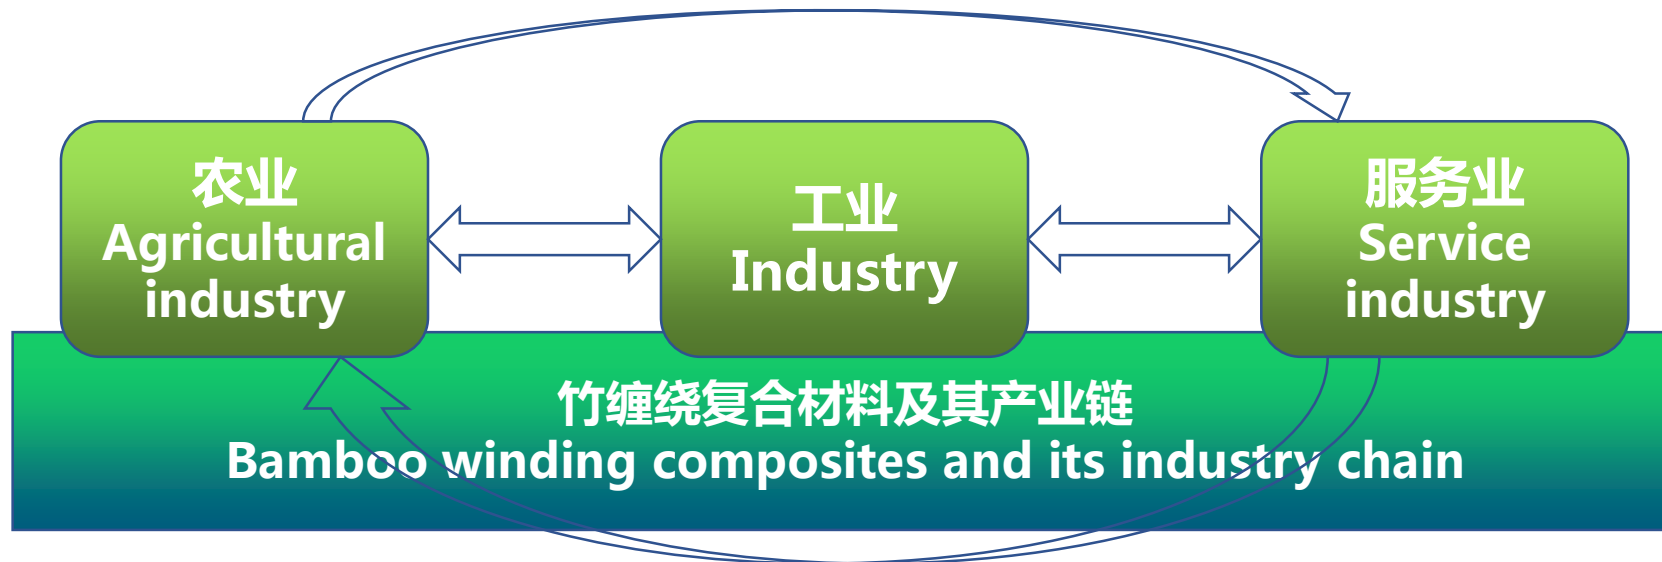 农业
Agricultural
industry
工业
Industry
服务业
Service
industry
竹缠绕复合材料及其产业链
Bamboo winding composites and its industry chain